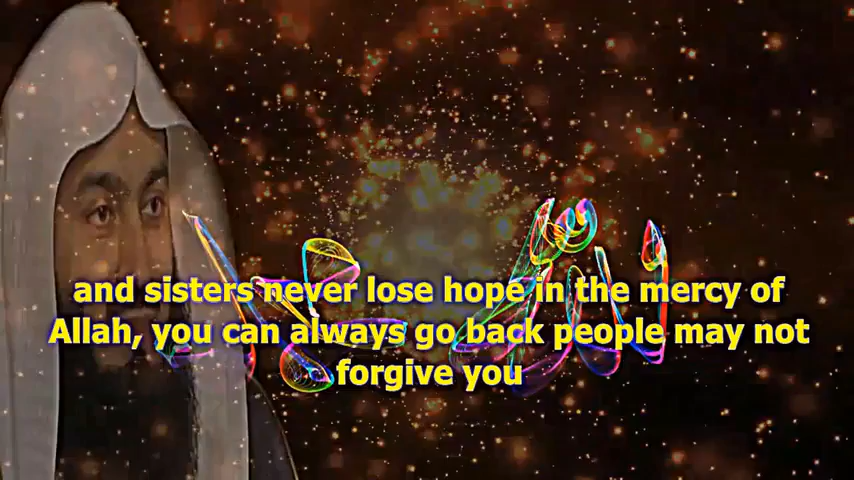 and sisters never lose hope in the mercy of
Allah, you can always go back people may not
forgive you